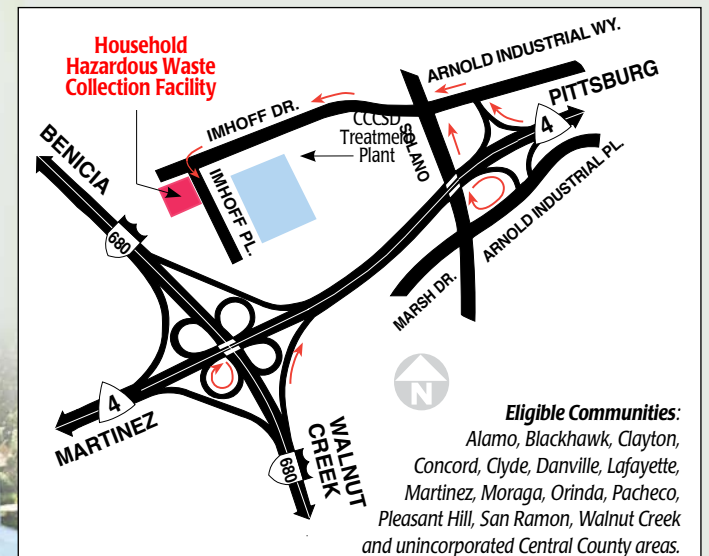 Household
Hazardous Waste
Collection Facility
ARNOLD INDUSTRIAL WY.
PITTSBURG
4
IMHOFF DR.
CCCSD
Treatment
Plant
SOLANO
BENICIA
680
IMHOFF PL.
ARNOLD INDUSTRIAL PL.
MARSH DR.
N
4
MARTINEZ
WALNUT
CREEK
680
Eligible Communities:
Alamo, Blackhawk, Clayton,
Concord, Clyde, Danville, Lafayette,
Martinez, Moraga, Orinda, Pacheco,
Pleasant Hill, San Ramon, Walnut Creek
and unincorporated Central County areas.